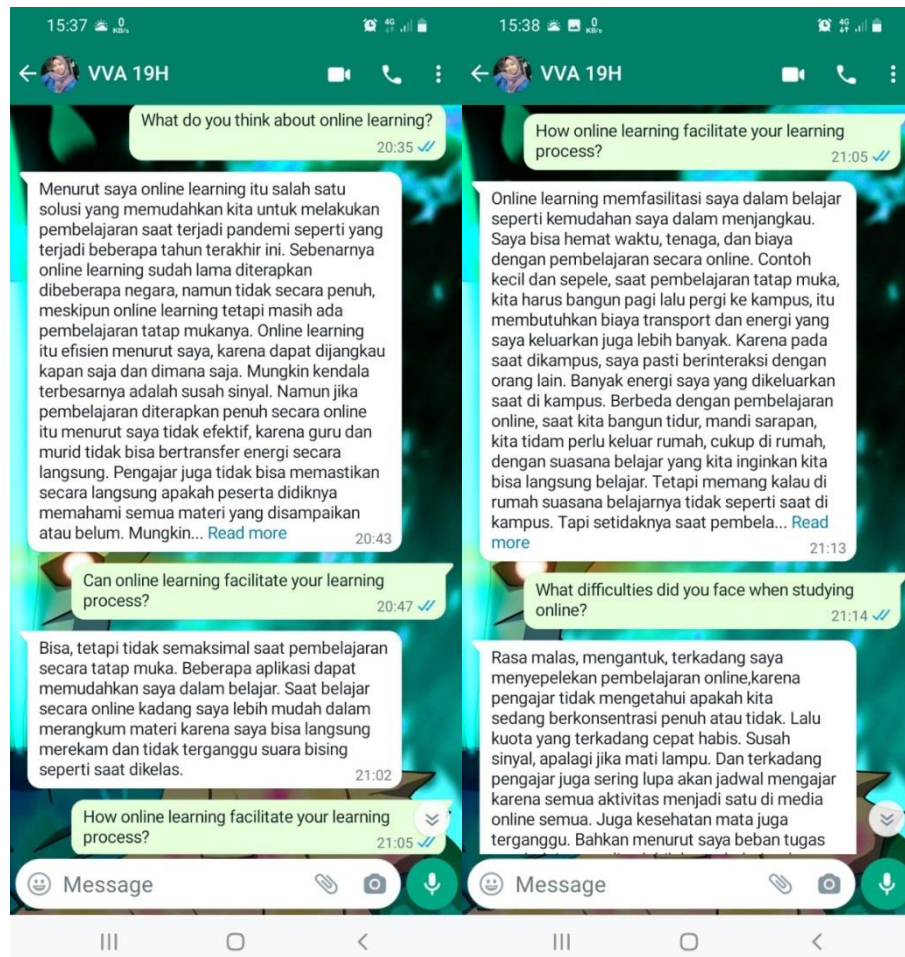 15:37
0
KB/s
4G
VVA 19H
What do you think about online learning?
20:35
Menurut saya online learning itu salah satu
solusi yang memudahkan kita untuk melakukan
pembelajaran saat terjadi pandemi seperti yang
terjadi beberapa tahun terakhir ini. Sebenarnya
online learning sudah lama diterapkan
dibeberapa negara, namun tidak secara penuh,
meskipun online learning tetapi masih ada
pembelajaran tatap mukanya. Online learning
itu efisien menurut saya, karena dapat dijangkau
kapan saja dan dimana saja. Mungkin kendala
terbesarnya adalah susah sinyal. Namun jika
pembelajaran diterapkan penuh secara online
itu menurut saya tidak efektif, karena guru dan
murid tidak bisa bertransfer energi secara
langsung. Pengajar juga tidak bisa memastikan
secara langsung apakah peserta didiknya
memahami semua materi yang disampaikan
atau belum. Mungkin... Read more
20:43
Can online learning facilitate your learning
process?
20:47
Bisa, tetapi tidak semaksimal saat pembelajaran
secara tatap muka. Beberapa aplikasi dapat
memudahkan saya dalam belajar. Saat belajar
secara online kadang saya lebih mudah dalam
merangkum materi karena saya bisa langsung
merekam dan tidak terganggu suara bising
seperti saat dikelas.
21:02
How online learning facilitate your learning
process?
21:05
Message
15:38
0
KB/s
4G
VVA 19H
How online learning facilitate your learning
process?
21:05
Online learning memfasilitasi saya dalam belajar
seperti kemudahan saya dalam menjangkau.
Saya bisa hemat waktu, tenaga, dan biaya
dengan pembelajaran secara online. Contoh
kecil dan sepele, saat pembelajaran tatap muka,
kita harus bangun pagi lalu pergi ke kampus, itu
membutuhkan biaya transport dan energi yang
saya keluarkan juga lebih banyak. Karena pada
saat dikampus, saya pasti berinteraksi dengan
orang lain. Banyak energi saya yang dikeluarkan
saat di kampus. Berbeda dengan pembelajaran
online, saat kita bangun tidur, mandi sarapan,
kita tidam perlu keluar rumah, cukup di rumah,
dengan suasana belajar yang kita inginkan kita
bisa langsung belajar. Tetapi memang kalau di
rumah suasana belajarnya tidak seperti saat di
kampus. Tapi setidaknya saat pembela... Read
more
21:13
What difficulties did you face when studying
online?
21:14
Rasa malas, mengantuk, terkadang saya
menyepelekan pembelajaran online,karena
pengajar tidak mengetahui apakah kita
sedang berkonsentrasi penuh atau tidak. Lalu
kuota yang terkadang cepat habis. Susah
sinyal, apalagi jika mati lampu. Dan terkadang
pengajar juga sering lupa akan jadwal mengajar
karena semua aktivitas menjadi satu di media
online semua. Juga kesehatan mata juga
terganggu. Bahkan menurut saya beban tugas
Message